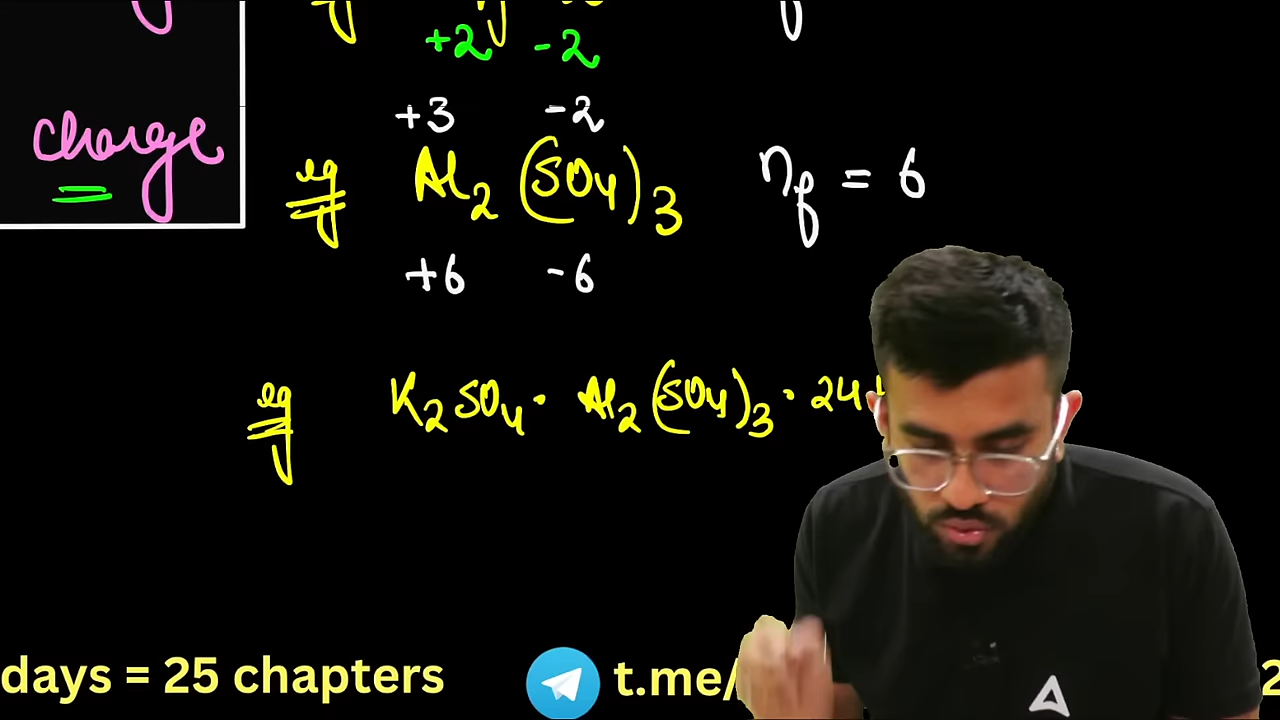 +2 -2
charge
+3 -2
eg Al2 (SO4)3 nf = 6
+6 -6
eg K2SO4 · Al2 (SO4)3 · 24
days = 25 chapters t.me/ 2